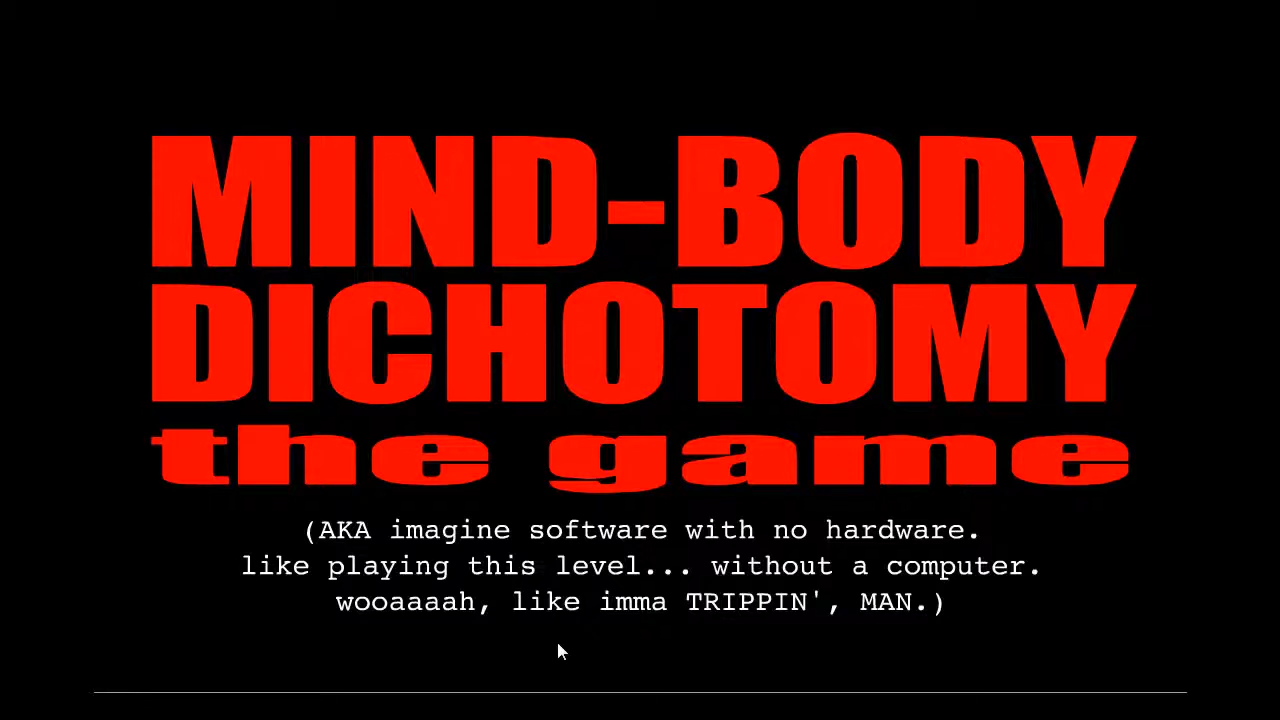 MIND-BODY
DICHOTOMY
the game
(AKA imagine software with no hardware.
like playing this level... without a computer.
wooaaaah, like imma TRIPPIN', MAN.)